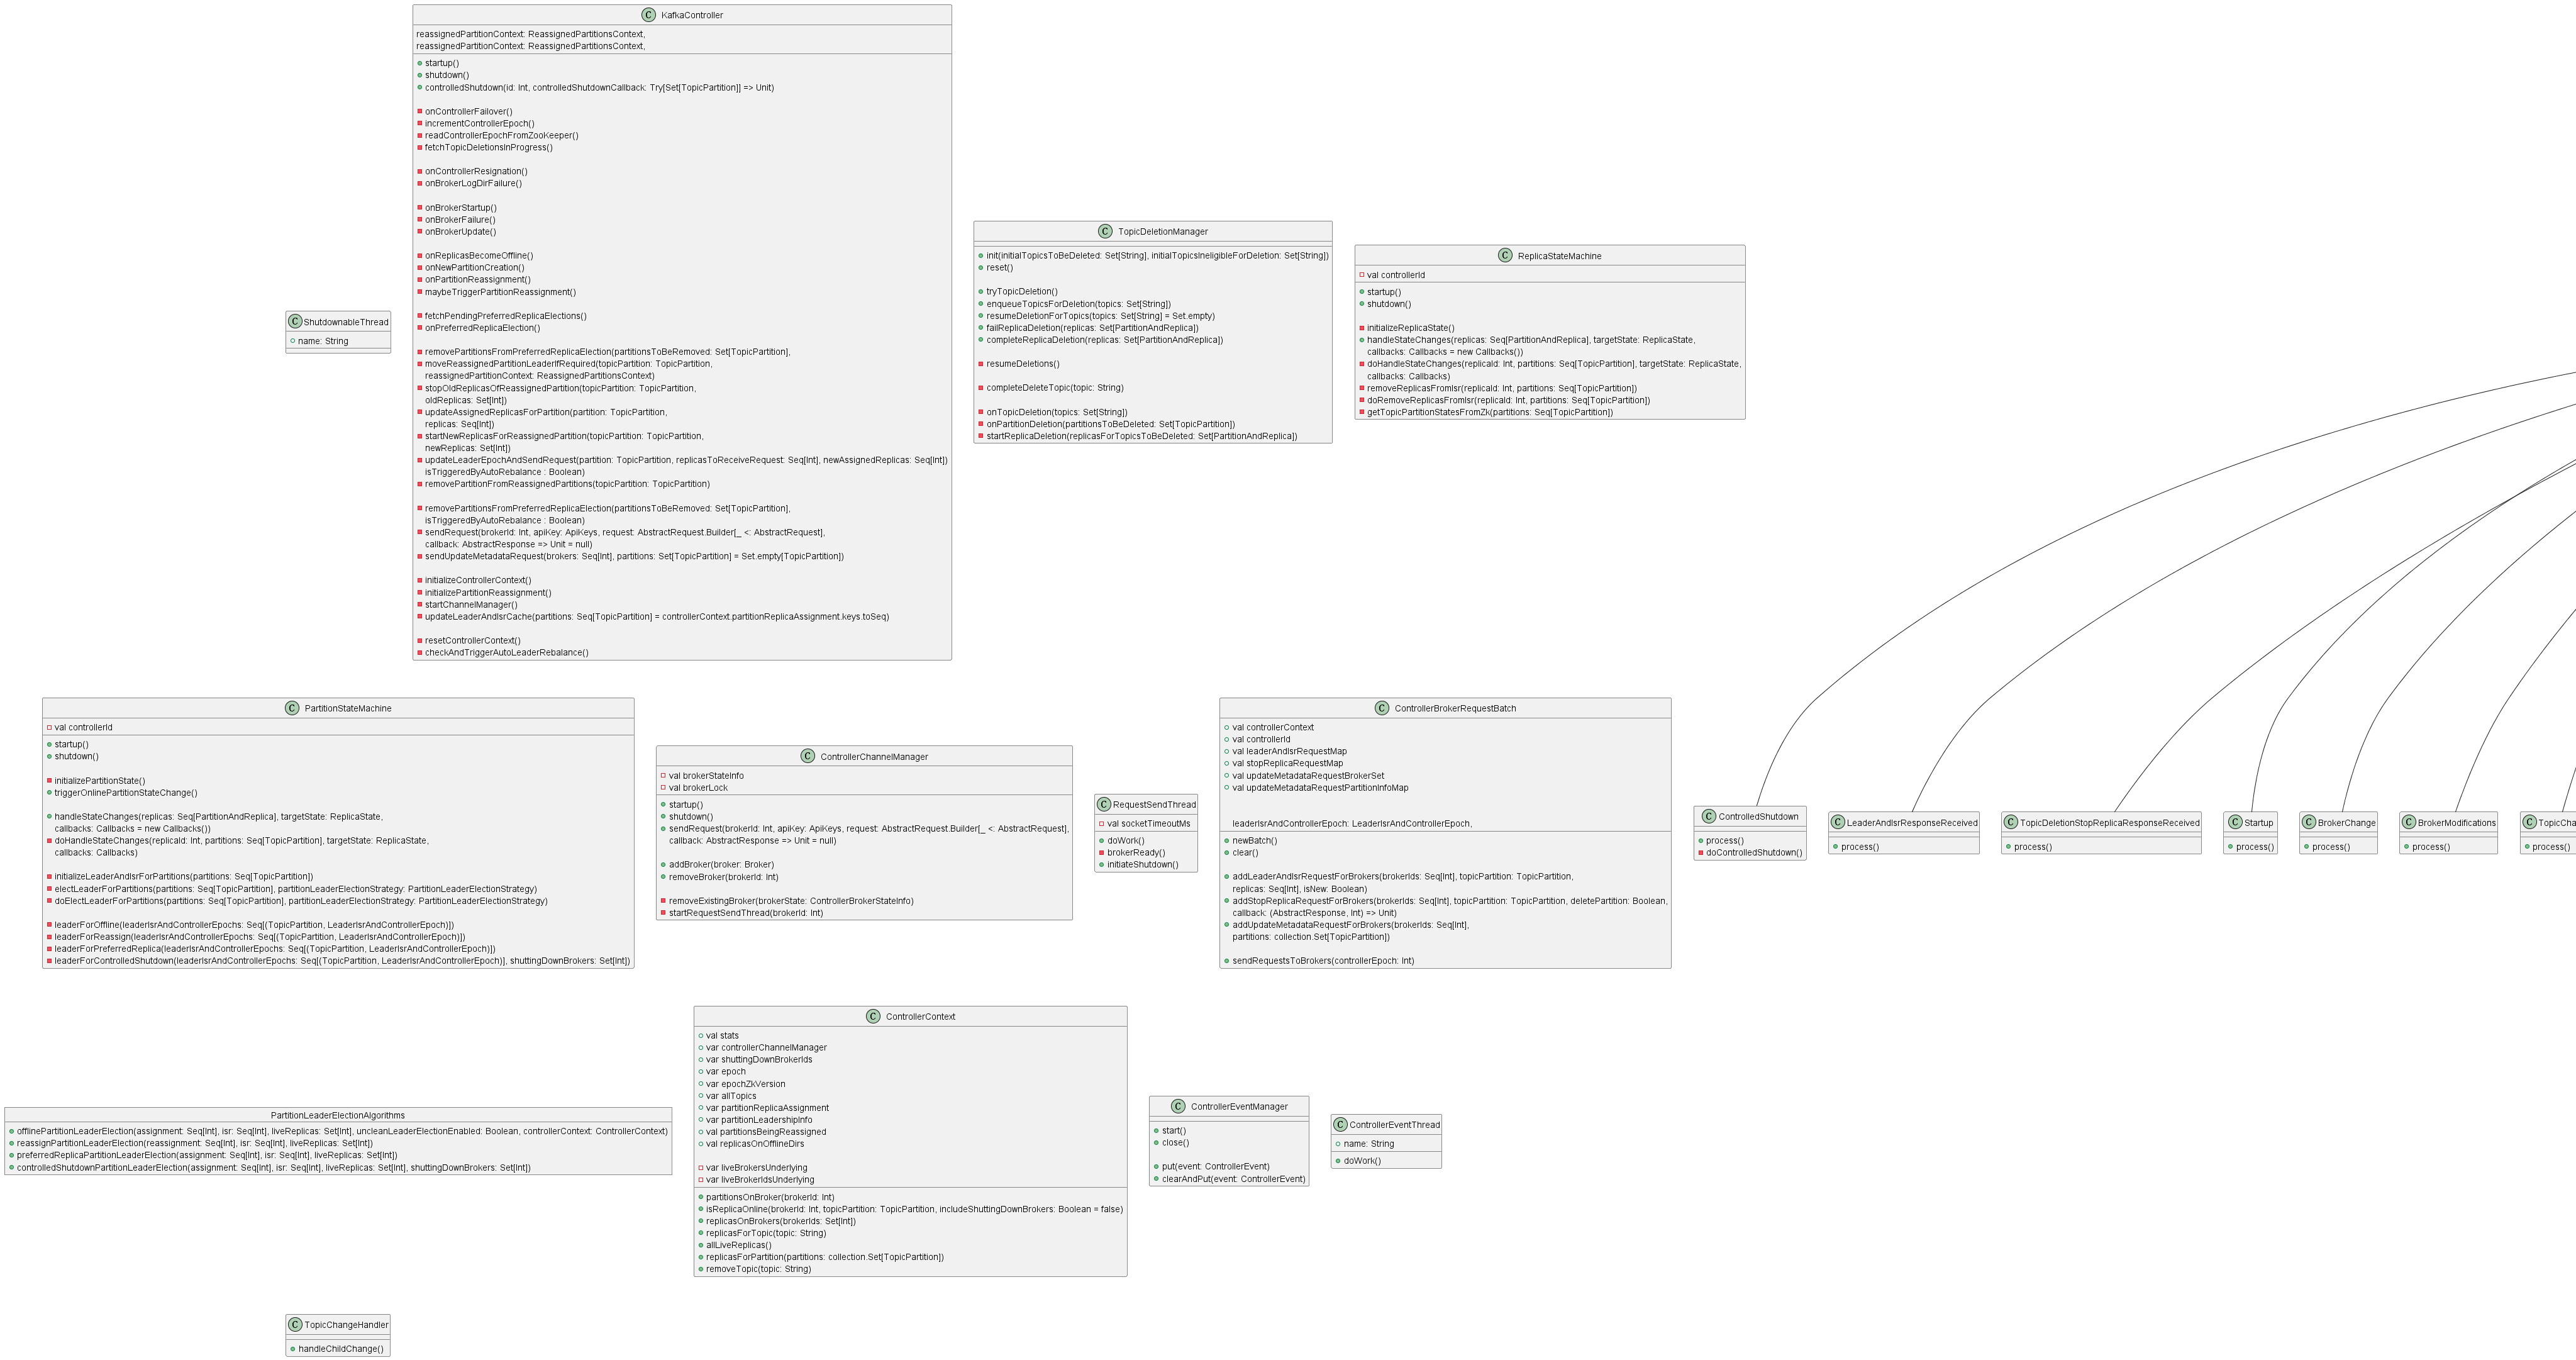 C KafkaController
reassignedPartitionContext: ReassignedPartitionsContext,
reassignedPartitionContext: ReassignedPartitionsContext,
startup()
shutdown()
controlledShutdown(id: Int, controlledShutdownCallback: Try[Set[TopicPartition]] => Unit)
onControllerFailover()
incrementControllerEpoch()
readControllerEpochFromZooKeeper()
fetchTopicDeletionsInProgress()
onControllerResignation()
onBrokerLogDirFailure()
onBrokerStartup()
onBrokerFailure()
onBrokerUpdate()
onReplicasBecomeOffline()
onNewPartitionCreation()
onPartitionReassignment()
maybeTriggerPartitionReassignment()
fetchPendingPreferredReplicaElections()
onPreferredReplicaElection()
removePartitionsFromPreferredReplicaElection(partitionsToBeRemoved: Set[TopicPartition],
moveReassignedPartitionLeaderIfRequired(topicPartition: TopicPartition,
reassignedPartitionContext: ReassignedPartitionsContext)
stopOldReplicasOfReassignedPartition(topicPartition: TopicPartition,
oldReplicas: Set[Int])
updateAssignedReplicasForPartition(partition: TopicPartition,
replicas: Seq[Int])
startNewReplicasForReassignedPartition(topicPartition: TopicPartition,
newReplicas: Set[Int])
updateLeaderEpochAndSendRequest(partition: TopicPartition, replicasToReceiveRequest: Seq[Int], newAssignedReplicas: Seq[Int])
isTriggeredByAutoRebalance : Boolean)
removePartitionFromReassignedPartitions(topicPartition: TopicPartition)
removePartitionsFromPreferredReplicaElection(partitionsToBeRemoved: Set[TopicPartition],
isTriggeredByAutoRebalance : Boolean)
sendRequest(brokerId: Int, apiKey: ApiKeys, request: AbstractRequest.Builder[_ <: AbstractRequest],
callback: AbstractResponse => Unit = null)
sendUpdateMetadataRequest(brokers: Seq[Int], partitions: Set[TopicPartition] = Set.empty[TopicPartition])
initializeControllerContext()
initializePartitionReassignment()
startChannelManager()
updateLeaderAndIsrCache(partitions: Seq[TopicPartition] = controllerContext.partitionReplicaAssignment.keys.toSeq)
resetControllerContext()
checkAndTriggerAutoLeaderRebalance()
C ShutdownableThread
name: String
C TopicDeletionManager
init(initialTopicsToBeDeleted: Set[String], initialTopicsIneligibleForDeletion: Set[String])
reset()
tryTopicDeletion()
enqueueTopicsForDeletion(topics: Set[String])
resumeDeletionForTopics(topics: Set[String] = Set.empty)
failReplicaDeletion(replicas: Set[PartitionAndReplica])
completeReplicaDeletion(replicas: Set[PartitionAndReplica])
resumeDeletions()
completeDeleteTopic(topic: String)
onTopicDeletion(topics: Set[String])
onPartitionDeletion(partitionsToBeDeleted: Set[TopicPartition])
startReplicaDeletion(replicasForTopicsToBeDeleted: Set[PartitionAndReplica])
C ReplicaStateMachine
val controllerId
startup()
shutdown()
initializeReplicaState()
handleStateChanges(replicas: Seq[PartitionAndReplica], targetState: ReplicaState,
callbacks: Callbacks = new Callbacks())
doHandleStateChanges(replicaId: Int, partitions: Seq[TopicPartition], targetState: ReplicaState,
callbacks: Callbacks)
removeReplicasFromIsr(replicaId: Int, partitions: Seq[TopicPartition])
doRemoveReplicasFromIsr(replicaId: Int, partitions: Seq[TopicPartition])
getTopicPartitionStatesFromZk(partitions: Seq[TopicPartition])
C PartitionStateMachine
val controllerId
startup()
shutdown()
initializePartitionState()
triggerOnlinePartitionStateChange()
handleStateChanges(replicas: Seq[PartitionAndReplica], targetState: ReplicaState,
callbacks: Callbacks = new Callbacks())
doHandleStateChanges(replicaId: Int, partitions: Seq[TopicPartition], targetState: ReplicaState,
callbacks: Callbacks)
initializeLeaderAndIsrForPartitions(partitions: Seq[TopicPartition])
electLeaderForPartitions(partitions: Seq[TopicPartition], partitionLeaderElectionStrategy: PartitionLeaderElectionStrategy)
doElectLeaderForPartitions(partitions: Seq[TopicPartition], partitionLeaderElectionStrategy: PartitionLeaderElectionStrategy)
leaderForOffline(leaderIsrAndControllerEpochs: Seq[(TopicPartition, LeaderIsrAndControllerEpoch)])
leaderForReassign(leaderIsrAndControllerEpochs: Seq[(TopicPartition, LeaderIsrAndControllerEpoch)])
leaderForPreferredReplica(leaderIsrAndControllerEpochs: Seq[(TopicPartition, LeaderIsrAndControllerEpoch)])
leaderForControlledShutdown(leaderIsrAndControllerEpochs: Seq[(TopicPartition, LeaderIsrAndControllerEpoch)], shuttingDownBrokers: Set[Int])
C ControllerChannelManager
val brokerStateInfo
val brokerLock
startup()
shutdown()
sendRequest(brokerId: Int, apiKey: ApiKeys, request: AbstractRequest.Builder[_ <: AbstractRequest],
callback: AbstractResponse => Unit = null)
addBroker(broker: Broker)
removeBroker(brokerId: Int)
removeExistingBroker(brokerState: ControllerBrokerStateInfo)
startRequestSendThread(brokerId: Int)
C RequestSendThread
val socketTimeoutMs
doWork()
brokerReady()
initiateShutdown()
C ControllerBrokerRequestBatch
val controllerContext
val controllerId
val leaderAndIsrRequestMap
val stopReplicaRequestMap
val updateMetadataRequestBrokerSet
val updateMetadataRequestPartitionInfoMap
leaderIsrAndControllerEpoch: LeaderIsrAndControllerEpoch,
newBatch()
clear()
addLeaderAndIsrRequestForBrokers(brokerIds: Seq[Int], topicPartition: TopicPartition,
replicas: Seq[Int], isNew: Boolean)
addStopReplicaRequestForBrokers(brokerIds: Seq[Int], topicPartition: TopicPartition, deletePartition: Boolean,
callback: (AbstractResponse, Int) => Unit)
addUpdateMetadataRequestForBrokers(brokerIds: Seq[Int],
partitions: collection.Set[TopicPartition])
sendRequestsToBrokers(controllerEpoch: Int)
C ControlledShutdown
process()
doControlledShutdown()
C LeaderAndIsrResponseReceived
process()
C TopicDeletionStopReplicaResponseReceived
process()
C Startup
process()
C BrokerChange
process()
C BrokerModifications
process()
C TopicCha
process()
PartitionLeaderElectionAlgorithms
offlinePartitionLeaderElection(assignment: Seq[Int], isr: Seq[Int], liveReplicas: Set[Int], uncleanLeaderElectionEnabled: Boolean, controllerContext: ControllerContext)
reassignPartitionLeaderElection(reassignment: Seq[Int], isr: Seq[Int], liveReplicas: Set[Int])
preferredReplicaPartitionLeaderElection(assignment: Seq[Int], isr: Seq[Int], liveReplicas: Set[Int])
controlledShutdownPartitionLeaderElection(assignment: Seq[Int], isr: Seq[Int], liveReplicas: Set[Int], shuttingDownBrokers: Set[Int])
C ControllerContext
val stats
var controllerChannelManager
var shuttingDownBrokerIds
var epoch
var epochZkVersion
var allTopics
var partitionReplicaAssignment
var partitionLeadershipInfo
val partitionsBeingReassigned
val replicasOnOfflineDirs
var liveBrokersUnderlying
var liveBrokerIdsUnderlying
partitionsOnBroker(brokerId: Int)
isReplicaOnline(brokerId: Int, topicPartition: TopicPartition, includeShuttingDownBrokers: Boolean = false)
replicasOnBrokers(brokerIds: Set[Int])
replicasForTopic(topic: String)
allLiveReplicas()
replicasForPartition(partitions: collection.Set[TopicPartition])
removeTopic(topic: String)
C ControllerEventManager
start()
close()
put(event: ControllerEvent)
clearAndPut(event: ControllerEvent)
C ControllerEventThread
name: String
doWork()
C TopicChangeHandler
handleChildChange()